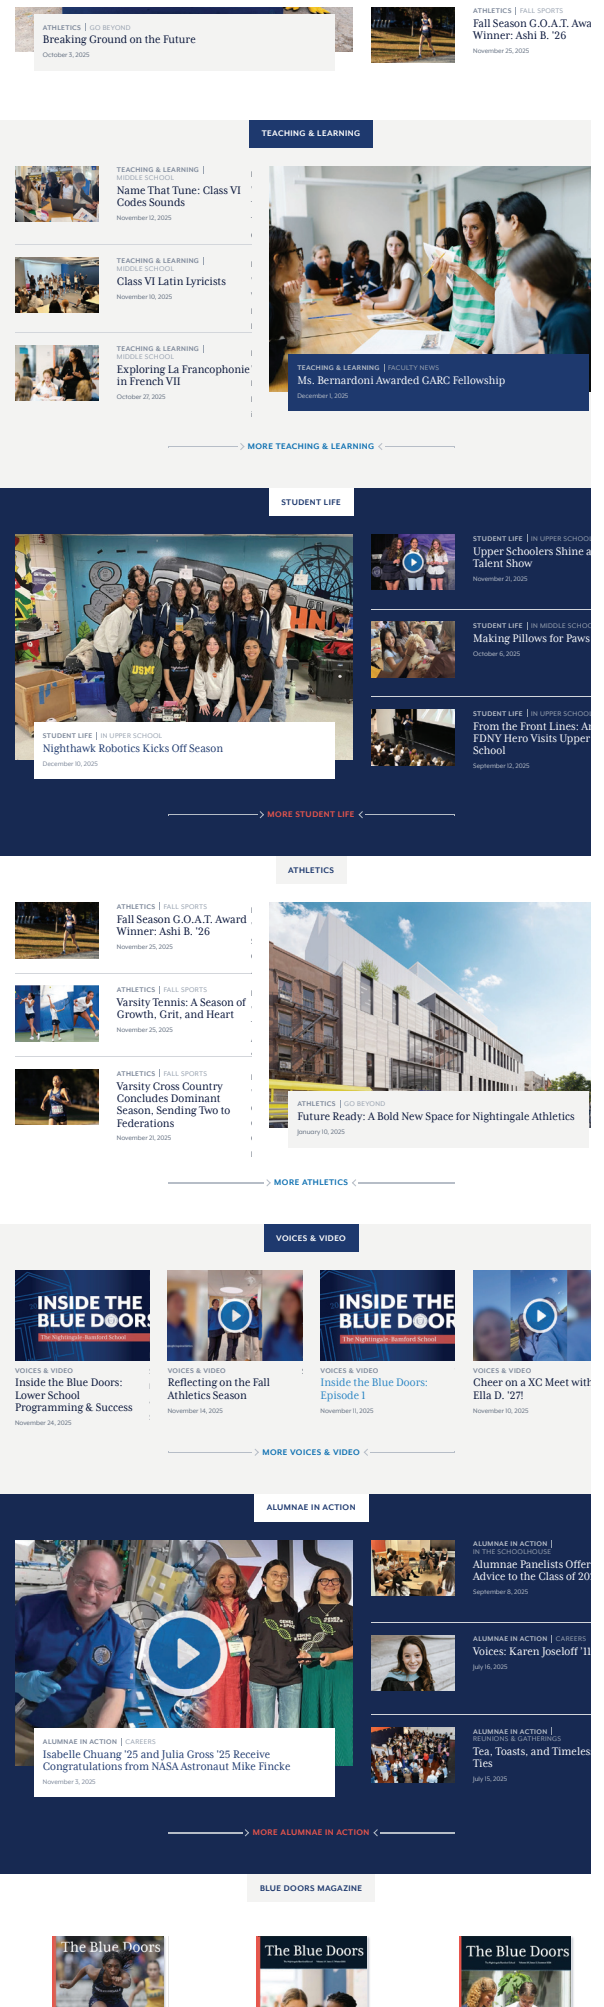 ATHLETICS | GO BEYOND
Breaking Ground on the Future
October 3, 2025
ATHLETICS | FALL SPORTS
Fall Season G.O.A.T. Awa
Winner: Ashi B. '26
November 25, 2025
TEACHING & LEARNING
TEACHING & LEARNING |
MIDDLE SCHOOL
Name That Tune: Class VI
Codes Sounds
November 12, 2025
TEACHING & LEARNING |
MIDDLE SCHOOL
Class VI Latin Lyricists
November 10, 2025
TEACHING & LEARNING |
MIDDLE SCHOOL
Exploring La Francophonie
in French VII
October 27, 2025
TEACHING & LEARNING | FACULTY NEWS
Ms. Bernardoni Awarded GARC Fellowship
December 1, 2025
MORE TEACHING & LEARNING
STUDENT LIFE
USMI
HN
STUDENT LIFE | IN UPPER SCHOOL
Nighthawk Robotics Kicks Off Season
December 10, 2025
STUDENT LIFE | IN UPPER SCHOOL
Upper Schoolers Shine a
Talent Show
November 21, 2025
STUDENT LIFE | IN MIDDLE SCHOO
Making Pillows for Paws
October 6, 2025
STUDENT LIFE | IN UPPER SCHOOL
From the Front Lines: An
FDNY Hero Visits Upper
School
September 12, 2025
MORE STUDENT LIFE
ATHLETICS
ATHLETICS | FALL SPORTS
Fall Season G.O.A.T. Award
Winner: Ashi B. '26
November 25, 2025
ATHLETICS | FALL SPORTS
Varsity Tennis: A Season of
Growth, Grit, and Heart
November 25, 2025
ATHLETICS | FALL SPORTS
Varsity Cross Country
Concludes Dominant
Season, Sending Two to
Federations
November 21, 2025
ATHLETICS | GO BEYOND
Future Ready: A Bold New Space for Nightingale Athletics
January 10, 2025
MORE ATHLETICS
VOICES & VIDEO
INSIDE THE
BLUE DOORS
The Nightingale-Bamford School
VOICES & VIDEO
Inside the Blue Doors:
Lower School
Programming & Success
November 24, 2025
VOICES & VIDEO
Reflecting on the Fall
Athletics Season
November 14, 2025
INSIDE THE
BLUE DOOR
The Nightingale-Bamford School
VOICES & VIDEO
Inside the Blue Doors:
Episode 1
November 11, 2025
VOICES & VIDEO
Cheer on a XC Meet with
Ella D. '27!
November 10, 2025
MORE VOICES & VIDEO
ALUMNAE IN ACTION
ALUMNAE IN ACTION | CAREERS
Isabelle Chuang '25 and Julia Gross '25 Receive
Congratulations from NASA Astronaut Mike Fincke
November 3, 2025
ALUMNAE IN ACTION |
IN THE SCHOOLHOUSE
Alumnae Panelists Offer
Advice to the Class of 20
September 8, 2025
ALUMNAE IN ACTION | CAREERS
Voices: Karen Joseloff '11
July 16, 2025
ALUMNAE IN ACTION |
REUNIONS & GATHERINGS
Tea, Toasts, and Timeles
Ties
July 15, 2025
MORE ALUMNAE IN ACTION
BLUE DOORS MAGAZINE
The Blue Doors
The Blue Doors
The Blue Doors